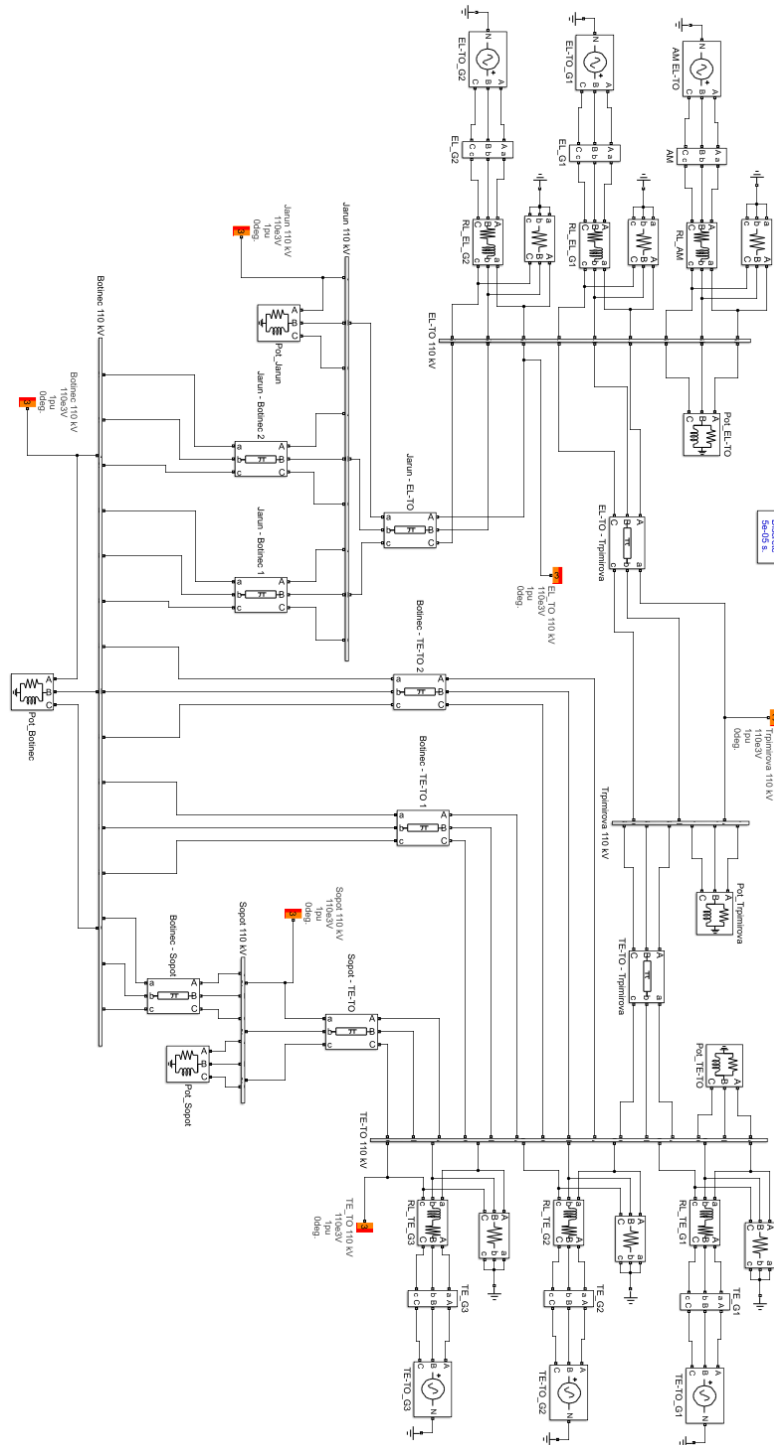 EL-TO_G2
EL-TO_G1
AM EL-TO
N
A
B
C
N
A
B
C
N
A
B
C
EL_G2
EL_G1
AM
A a
B b
C c
A a
B b
C c
A a
B b
C c
RL_EL_G2
RL_EL_G1
RL_AM
EL-TO 110 kV
Pot_EL-TO
A
B
C
Jarun 110 kV
110e3V
1pu
0deg.
Jarun 110 kV
Pot_Jarun
A
B
C
Botinec 110 kV
Botinec 110 kV
110e3V
1pu
0deg.
Jarun - Botinec 2
Jarun - EL-TO
EL-TO - Trpimirova
5e-05 s.
Jarun - Botinec 1
EL_TO 110 kV
110e3V
1pu
0deg.
Botinec - TE-TO 2
Trpimirova 110 kV
110e3V
1pu
0deg.
Pot_Botinec
A
B
C
Botinec - TE-TO 1
Trpimirova 110 kV
Pot_Trpimirova
A
B
C
Sopot 110 kV
110e3V
1pu
0deg.
Botinec - Sopot
Sopot 110 kV
Sopot - TE-TO
TE-TO - Trpimirova
Pot_Sopot
A
B
C
Pot_TE-TO
A
B
C
TE-TO 110 kV
TE_TO 110 kV
110e3V
1pu
0deg.
RL_TE_G3
RL_TE_G2
RL_TE_G1
TE_G3
TE_G2
TE_G1
a A
b B
c C
a A
b B
c C
a A
b B
c C
TE-TO_G3
TE-TO_G2
TE-TO_G1
A
B
C
N
A
B
C
N
A
B
C
N